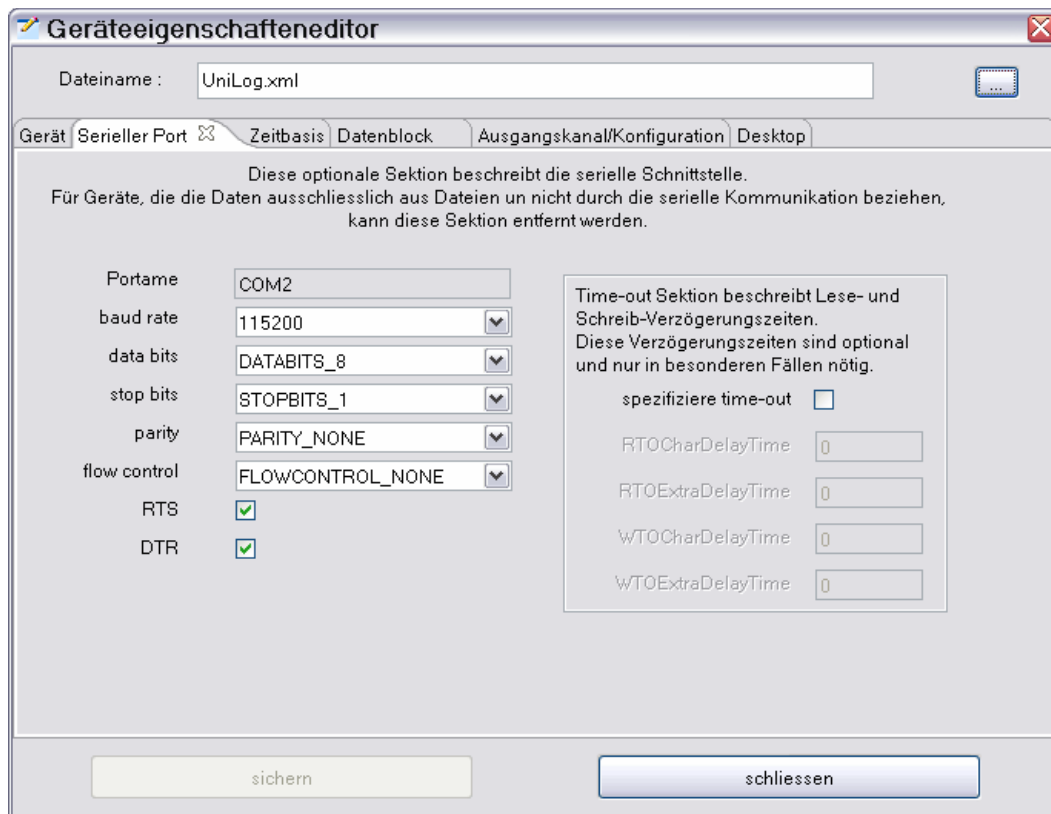 Geräteeigenschafteneditor
Dateiname :
UniLog.xml
...
Gerät
Serieller Port
Zeitbasis
Datenblock
Ausgangskanal/Konfiguration
Desktop
Diese optionale Sektion beschreibt die serielle Schnittstelle.
Für Geräte, die die Daten ausschliesslich aus Dateien un nicht durch die serielle Kommunikation beziehen,
kann diese Sektion entfernt werden.
Portame
COM2
baud rate
115200
data bits
DATABITS_8
stop bits
STOPBITS_1
parity
PARITY_NONE
flow control
FLOWCONTROL_NONE
RTS
DTR
Time-out Sektion beschreibt Lese- und
Schreib-Verzögerungszeiten.
Diese Verzögerungszeiten sind optional
und nur in besonderen Fällen nötig.
spezifiziere time-out
RTOCharDelayTime
0
RTOExtraDelayTime
0
WTOCharDelayTime
0
WTOExtraDelayTime
0
sichern
schliessen